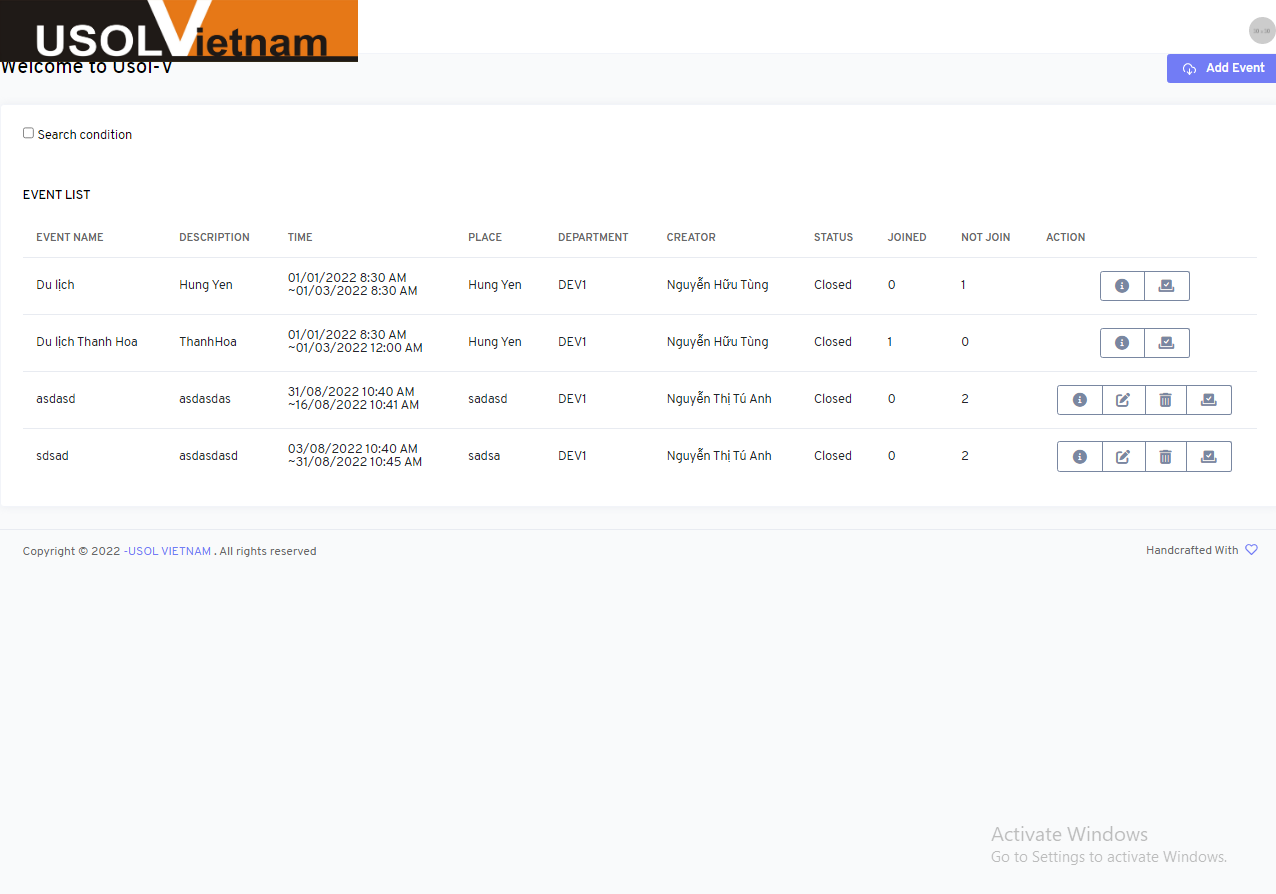 USOL Vietnam
Welcome to Usol-V
Add Event
Search condition
EVENT LIST
EVENT NAME DESCRIPTION TIME PLACE DEPARTMENT CREATOR STATUS JOINED NOT JOIN ACTION
Du lịch Hung Yen 01/01/2022 8:30 AM Hung Yen DEV1 Nguyễn Hữu Tùng Closed 0 1
~01/03/2022 8:30 AM
Du lịch Thanh Hoa ThanhHoa 01/01/2022 8:30 AM Hung Yen DEV1 Nguyễn Hữu Tùng Closed 1 0
~01/03/2022 12:00 AM
asdasd asdasdas 31/08/2022 10:40 AM sadasd DEV1 Nguyễn Thị Tú Anh Closed 0 2
~16/08/2022 10:41 AM
sdsad asdasdasd 03/08/2022 10:40 AM sadsa DEV1 Nguyễn Thị Tú Anh Closed 0 2
~31/08/2022 10:45 AM
Copyright © 2022 -USOL VIETNAM . All rights reserved
Handcrafted With
Activate Windows
Go to Settings to activate Windows.